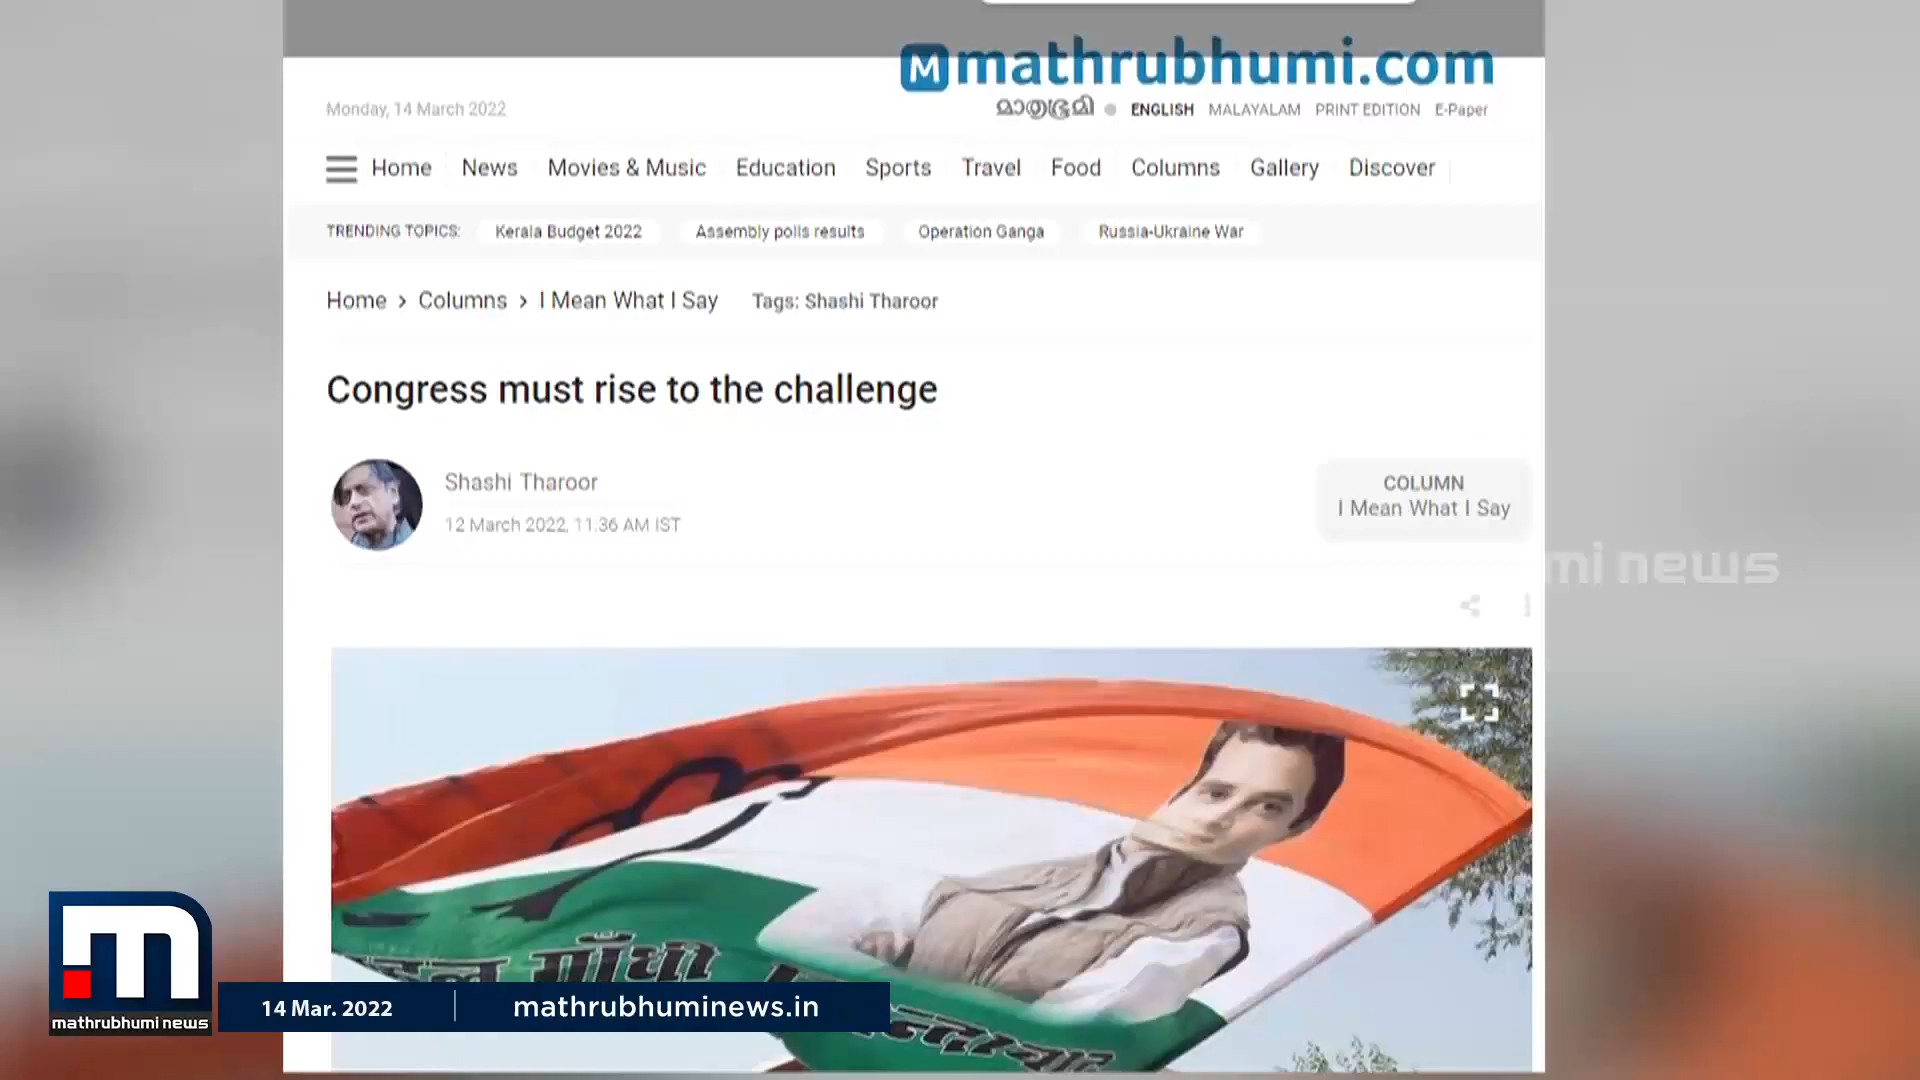 mathrubhumi.com
Monday, 14 March 2022
മാതൃഭൂമി ENGLISH MALAYALAM PRINT EDITION E-Paper
Home News Movies & Music Education Sports Travel Food Columns Gallery Discover
TRENDING TOPICS: Kerala Budget 2022 Assembly polls results Operation Ganga Russia-Ukraine War
Home > Columns > I Mean What I Say Tags: Shashi Tharoor
Congress must rise to the challenge
Shashi Tharoor
12 March 2022, 11.36 AM IST
COLUMN
I Mean What I Say
mi news
गाँधी
mathrubhumi news
14 Mar. 2022 mathrubhuminews.in